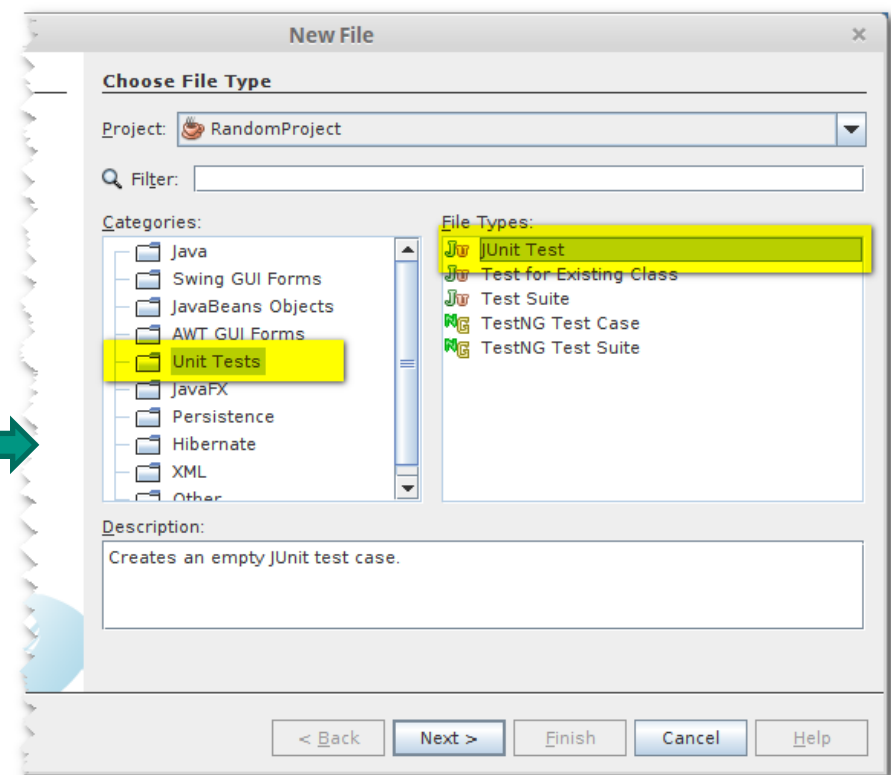 New File
Choose File Type
Project: RandomProject
Filter:
Categories:
Java
Swing GUI Forms
JavaBeans Objects
AWT GUI Forms
Unit Tests
JavaFX
Persistence
Hibernate
XML
Other
File Types:
JUnit Test
Test for Existing Class
Test Suite
TestNG Test Case
TestNG Test Suite
Description:
Creates an empty JUnit test case.
< Back Next > Finish Cancel Help